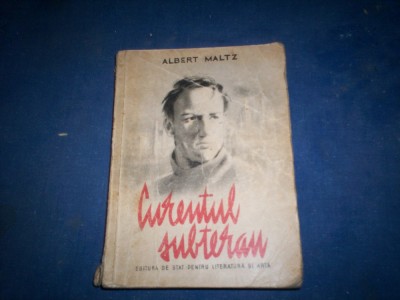 ALBERT MALTZ
Curentul
subteran
EDITURA DE STAT PENTRU LITERATURĂ ŞI ARTĂ